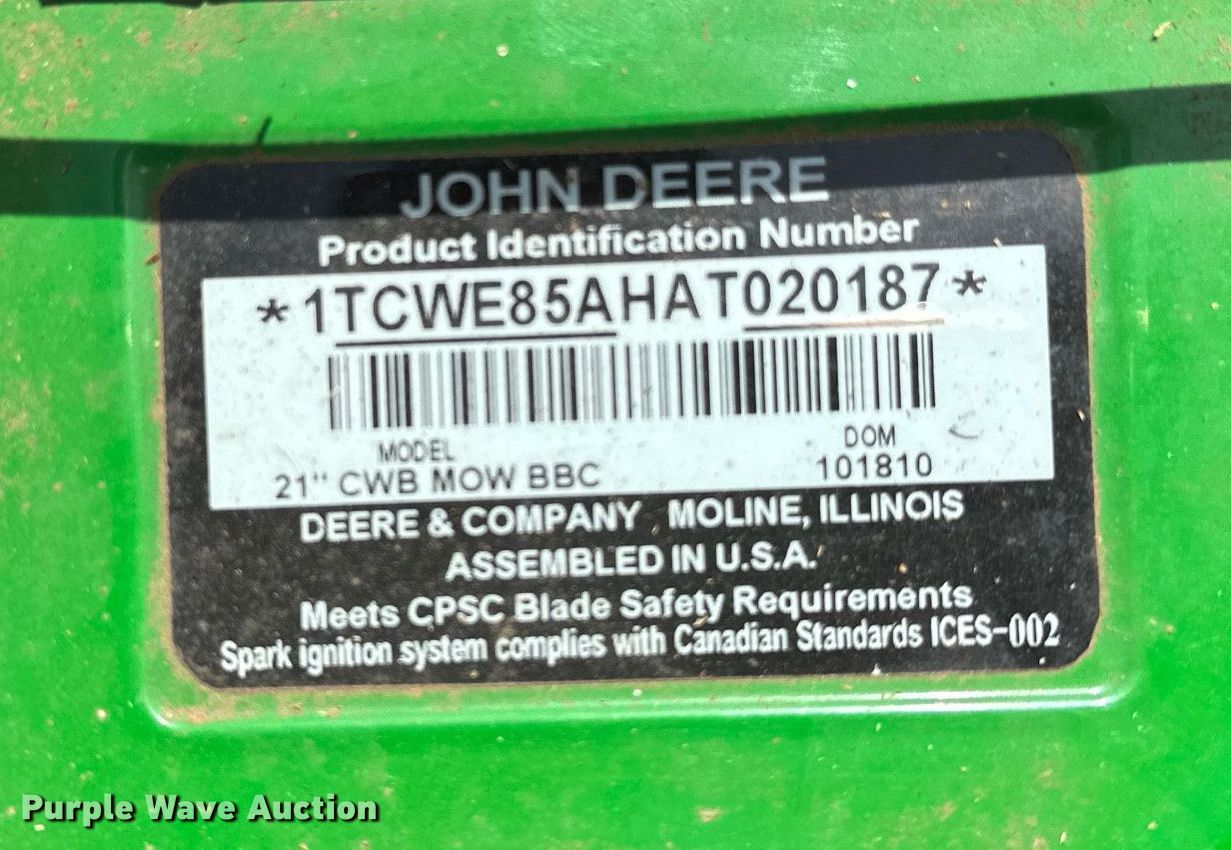 JOHN DEERE
Product Identification Number
*1TCWE85AHAT020187*
MODEL DOM
21" CWB MOW BBC 101810
DEERE & COMPANY MOLINE, ILLINOIS
ASSEMBLED IN U.S.A.
Meets CPSC Blade Safety Requirements
Spark ignition system complies with Canadian Standards ICES-002
Purple Wave Auction